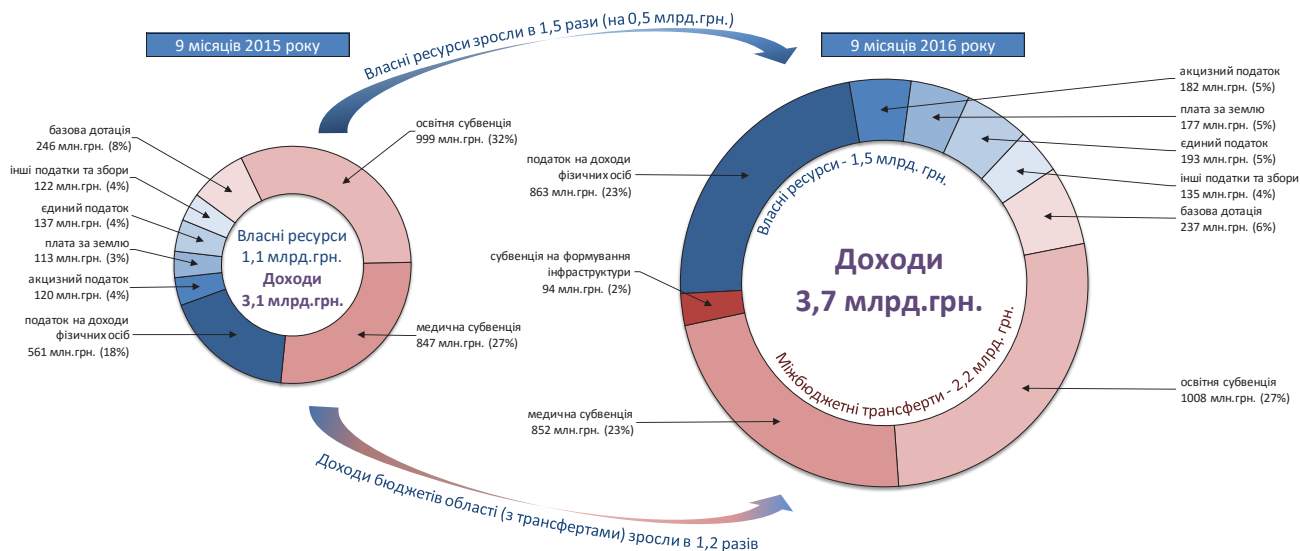 Власні ресурси зросли в 1,5 рази (на 0,5 млрд.грн.)
9 місяців 2015 року
базова дотація
246 млн.грн. (8%)
інші податки та збори
122 млн.грн. (4%)
єдиний податок
137 млн.грн. (4%)
плата за землю
113 млн.грн. (3%)
акцизний податок
120 млн.грн. (4%)
податок на доходи
фізичних осіб
561 млн.грн. (18%)
освітня субвенція
999 млн.грн. (32%)
медична субвенція
847 млн.грн. (27%)
Власні ресурси
1,1 млрд.грн.
Доходи
3,1 млрд.грн.
9 місяців 2016 року
акцизний податок
182 млн.грн. (5%)
плата за землю
177 млн.грн. (5%)
єдиний податок
193 млн.грн. (5%)
інші податки та збори
135 млн.грн. (4%)
базова дотація
237 млн.грн. (6%)
освітня субвенція
1008 млн.грн. (27%)
податок на доходи
фізичних осіб
863 млн.грн. (23%)
субвенція на формування
інфраструктури
94 млн.грн. (2%)
медична субвенція
852 млн.грн. (23%)
Власні ресурси - 1,5 млрд. грн.
Доходи
3,7 млрд.грн.
Міжбюджетні трансферти - 2,2 млрд. грн.
Доходи бюджетів області (з трансфертами) зросли в 1,2 разів